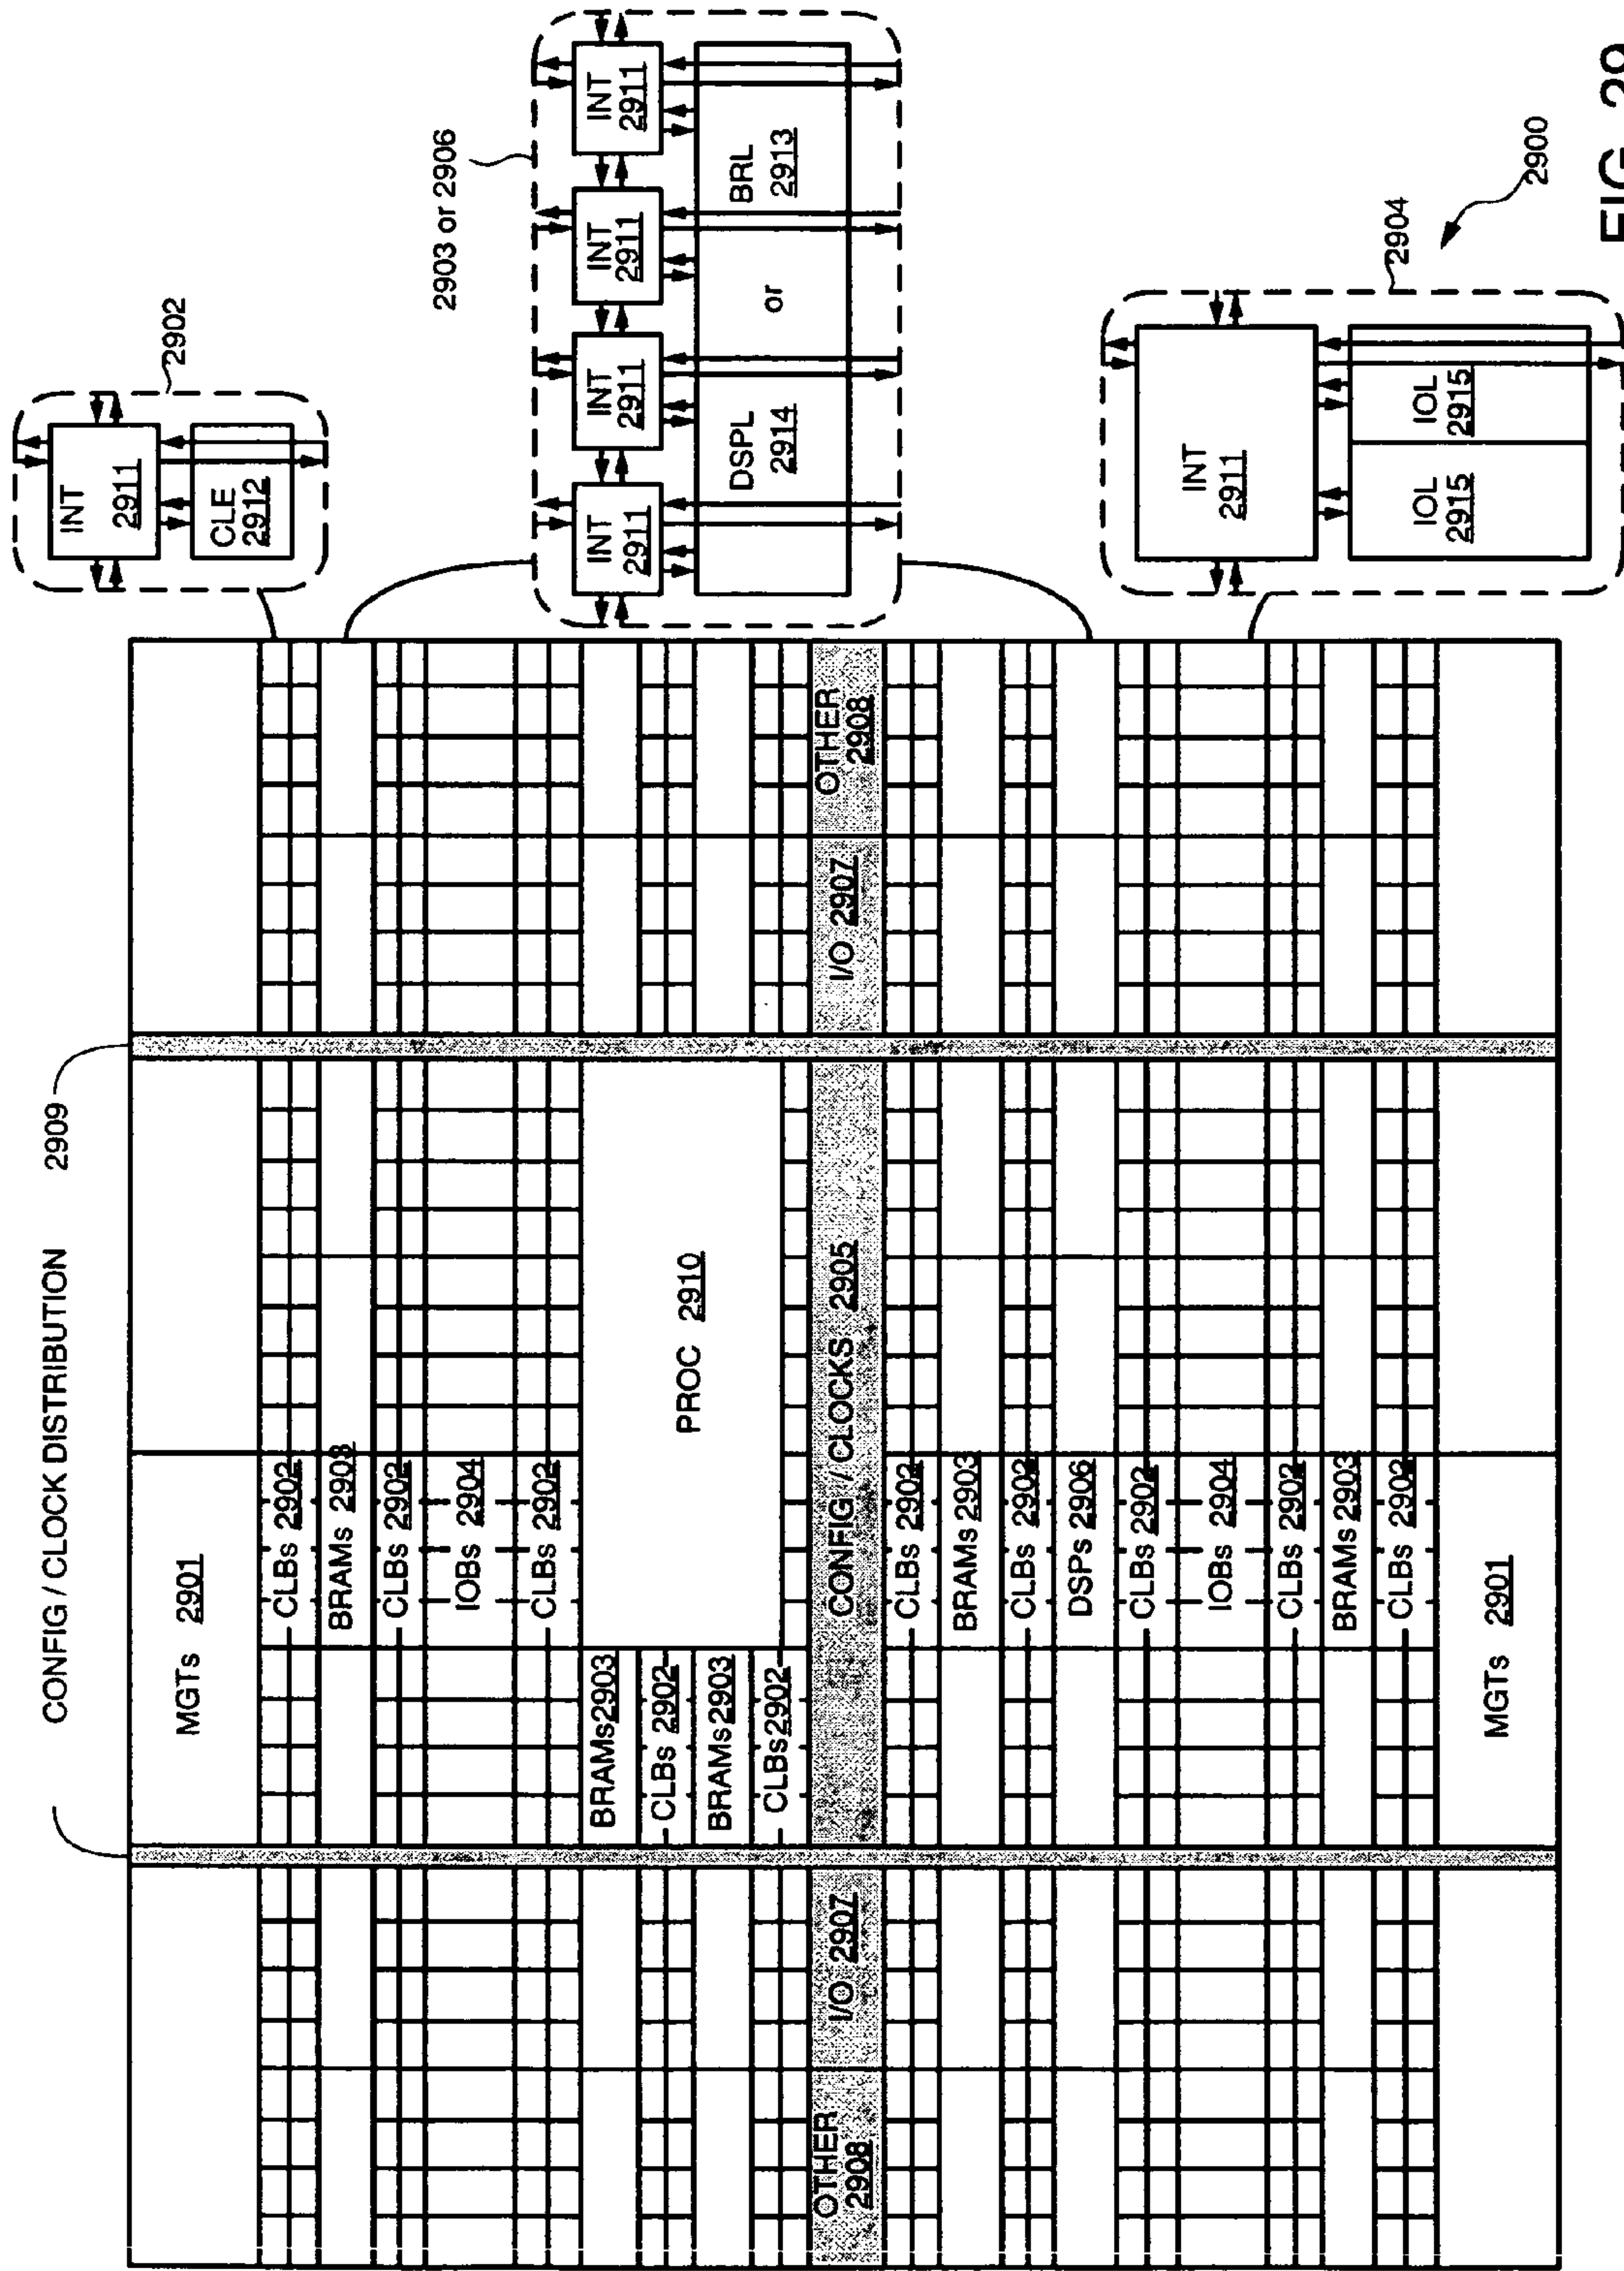 CONFIG / CLOCK DISTRIBUTION 2909
MGTs 2901
CLBs 2902
BRAMs 2903
CLBs 2902
IOBs 2904
CLBs 2902
BRAMs 2903
CLBs 2902
BRAMs 2903
CLBs 2902
PROC 2910
OTHER
2908
I/O 2907
CONFIG / CLOCKS 2905
I/O 2907
OTHER
2908
CLBs 2902
BRAMs 2903
CLBs 2902
DSPs 2906
CLBs 2902
IOBs 2904
CLBs 2902
BRAMs 2903
CLBs 2902
MGTs 2901
2902
INT
2911
CLE
2912
2903 or 2906
INT
2911
INT
2911
INT
2911
INT
2911
DSPL
2914
or
BRL
2913
2904
INT
2911
IOL
2915
IOL
2915
2900
FIG. 29